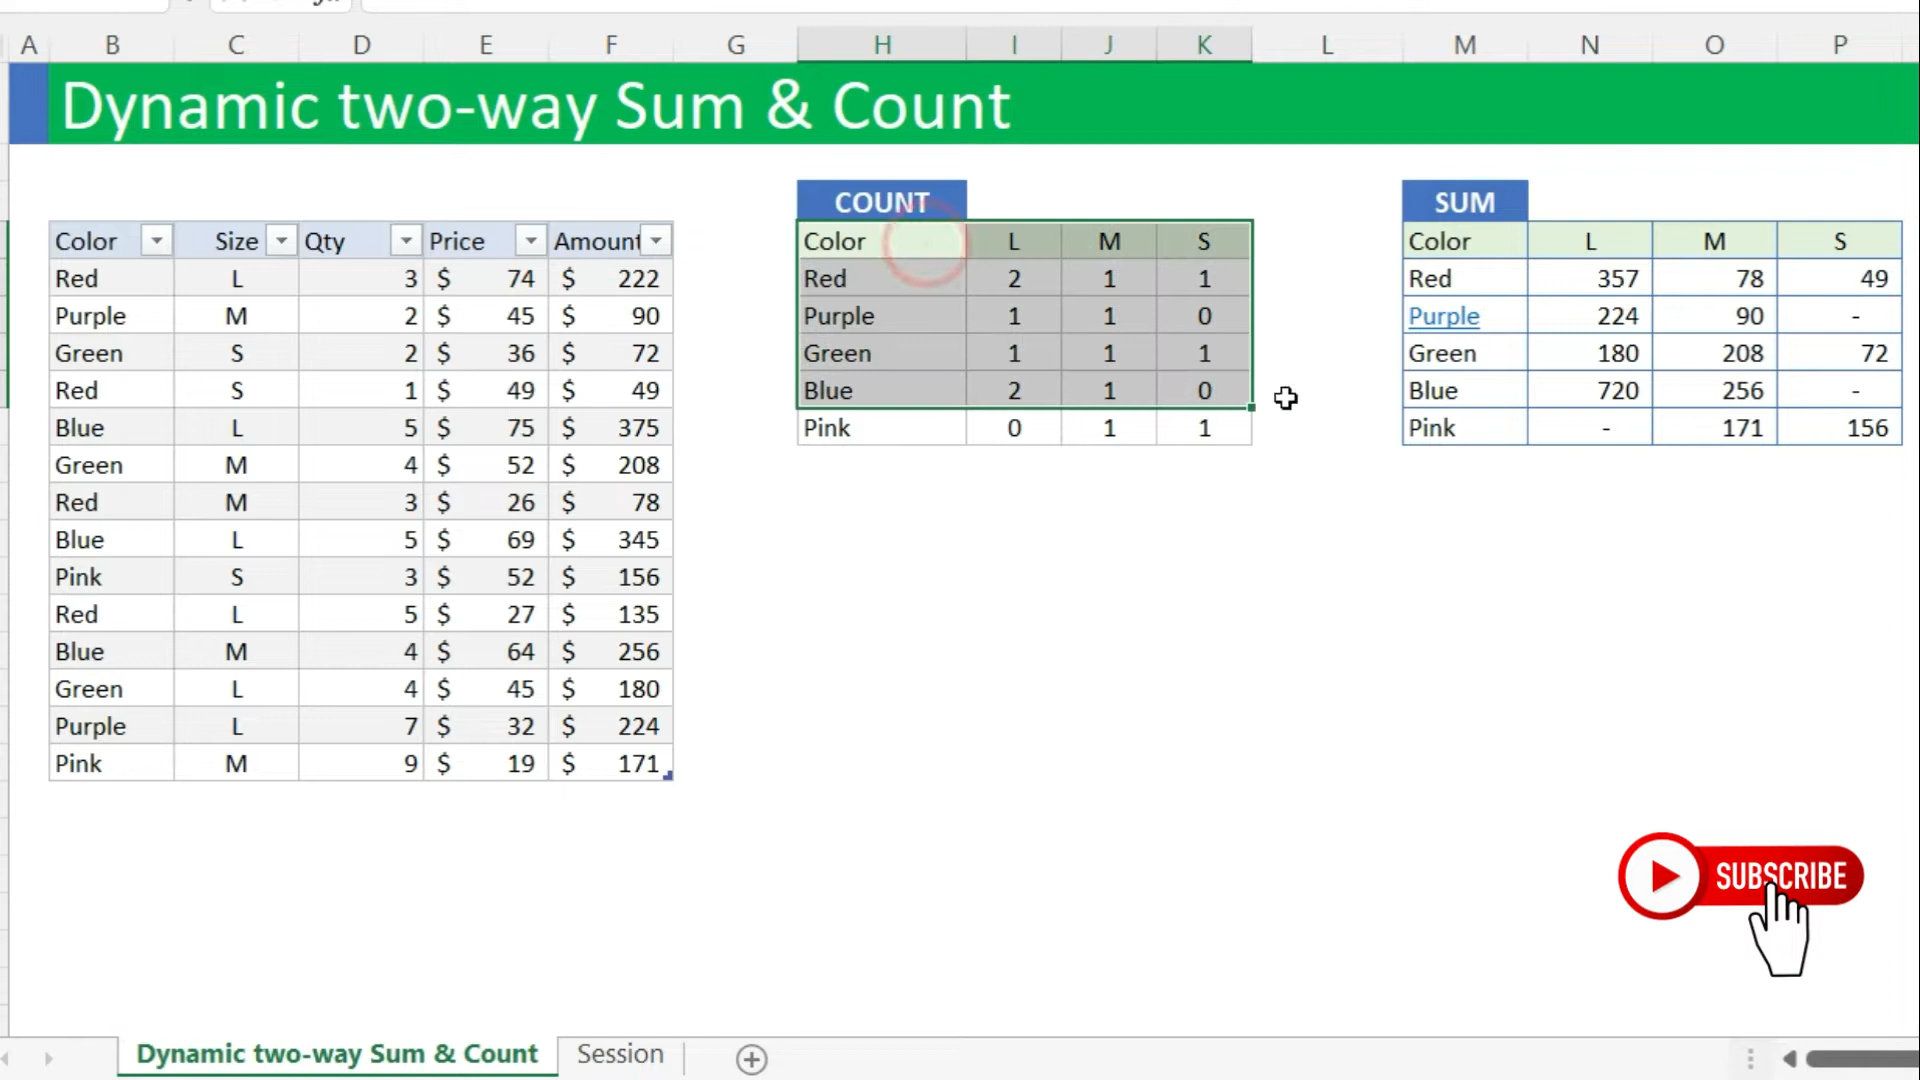 A B C D E F G H I J K L M N O P
Dynamic two-way Sum & Count
COUNT
SUM
Color Size Qty Price Amount
Red L 3 $ 74 $ 222
Purple M 2 $ 45 $ 90
Green S 2 $ 36 $ 72
Red S 1 $ 49 $ 49
Blue L 5 $ 75 $ 375
Green M 4 $ 52 $ 208
Red M 3 $ 26 $ 78
Blue L 5 $ 69 $ 345
Pink S 3 $ 52 $ 156
Red L 5 $ 27 $ 135
Blue M 4 $ 64 $ 256
Green L 4 $ 45 $ 180
Purple L 7 $ 32 $ 224
Pink M 9 $ 19 $ 171
Color L M S
Red 2 1 1
Purple 1 1 0
Green 1 1 1
Blue 2 1 0
Pink 0 1 1
Color L M S
Red 357 78 49
Purple 224 90 -
Green 180 208 72
Blue 720 256 -
Pink - 171 156
SUBSCRIBE
Dynamic two-way Sum & Count Session